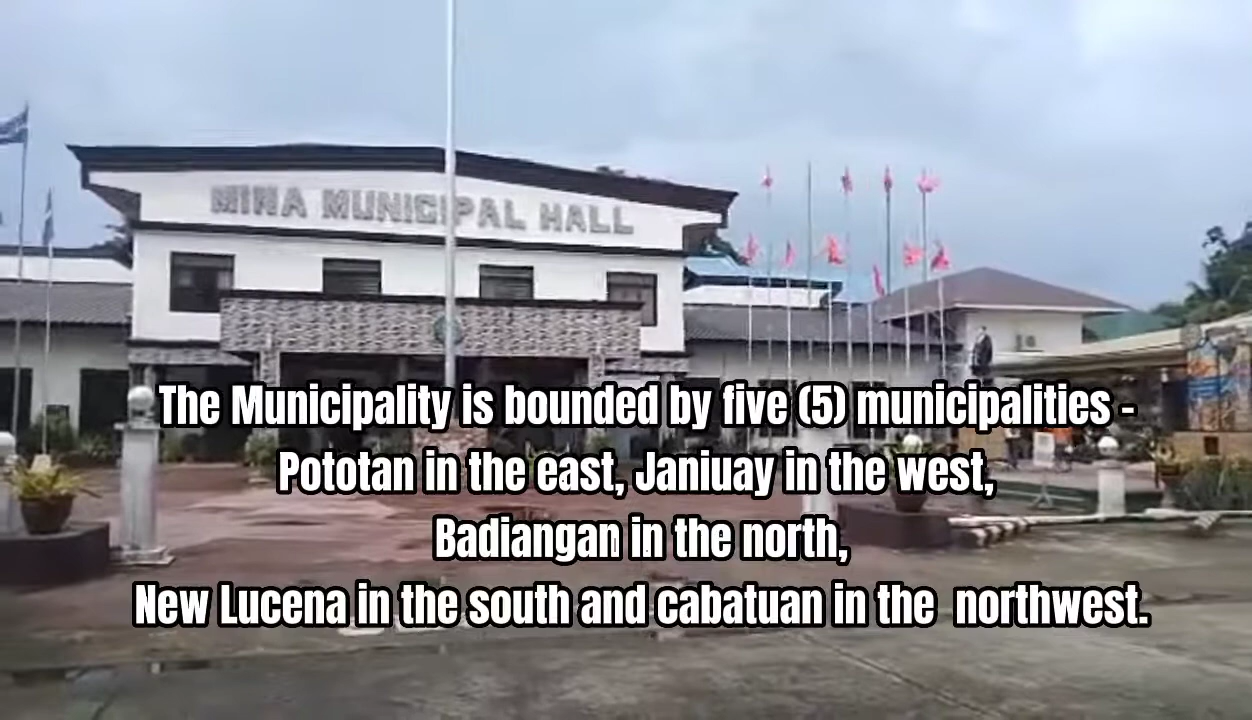 MINA MUNICIPAL HALL
The Municipality is bounded by five (5) municipalities -
Pototan in the east, Janiuay in the west,
Badiangan in the north,
New Lucena in the south and cabatuan in the  northwest.